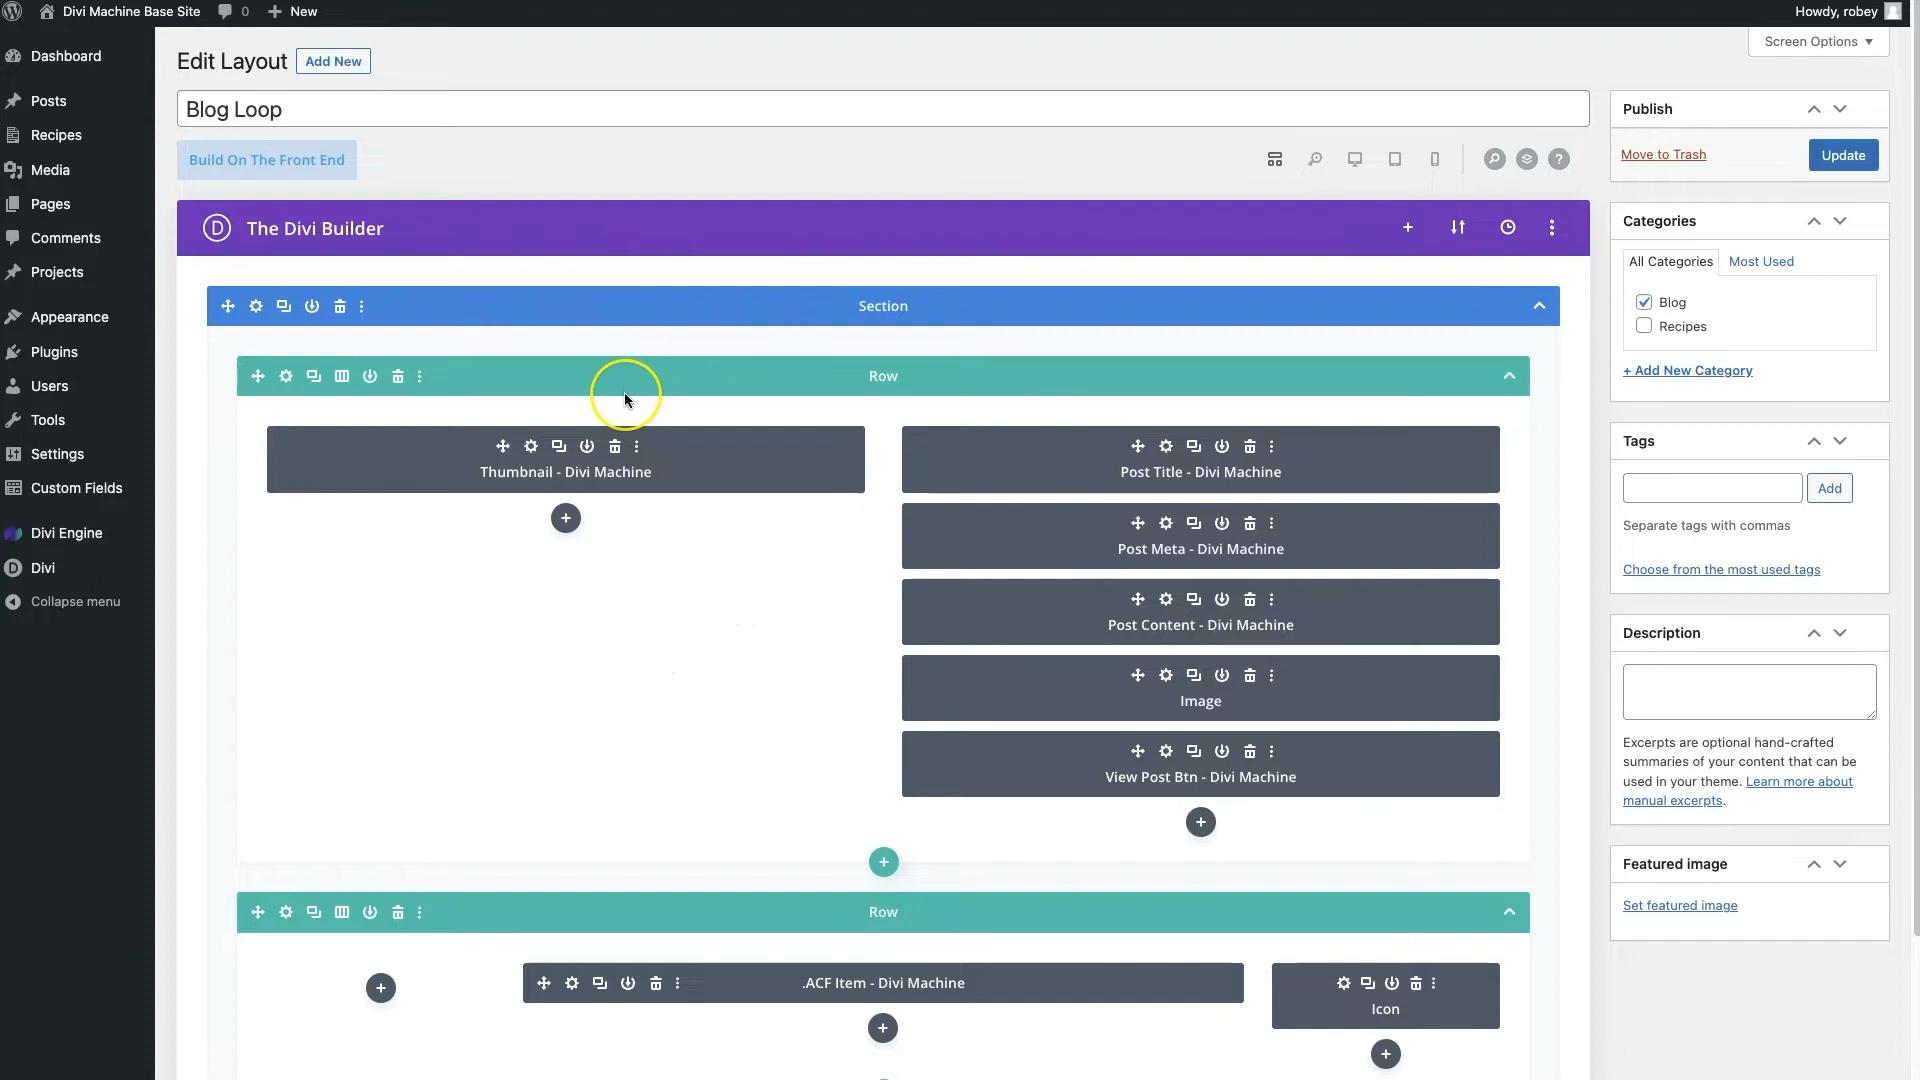 Divi Machine Base Site
0
New
Howdy, robey
Dashboard
Posts
Recipes
Media
Pages
Comments
Projects
Appearance
Plugins
Users
Tools
Settings
Custom Fields
Divi Engine
Divi
Collapse menu
Screen Options
Edit Layout
Add New
Blog Loop
Build On The Front End
The Divi Builder
Section
Row
Thumbnail - Divi Machine
Post Title - Divi Machine
Post Meta - Divi Machine
Post Content - Divi Machine
Image
View Post Btn - Divi Machine
Row
.ACF Item - Divi Machine
Icon
Publish
Move to Trash
Update
Categories
All Categories
Most Used
Blog
Recipes
+ Add New Category
Tags
Add
Separate tags with commas
Choose from the most used tags
Description
Excerpts are optional hand-crafted
summaries of your content that can be
used in your theme. Learn more about
manual excerpts.
Featured image
Set featured image